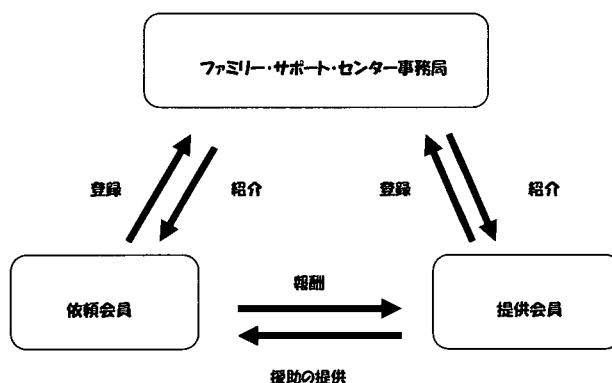 ファミリー・サポート・センター事務局
登録
紹介
登録
紹介
依頼会員
報酬
提供会員
援助の提供